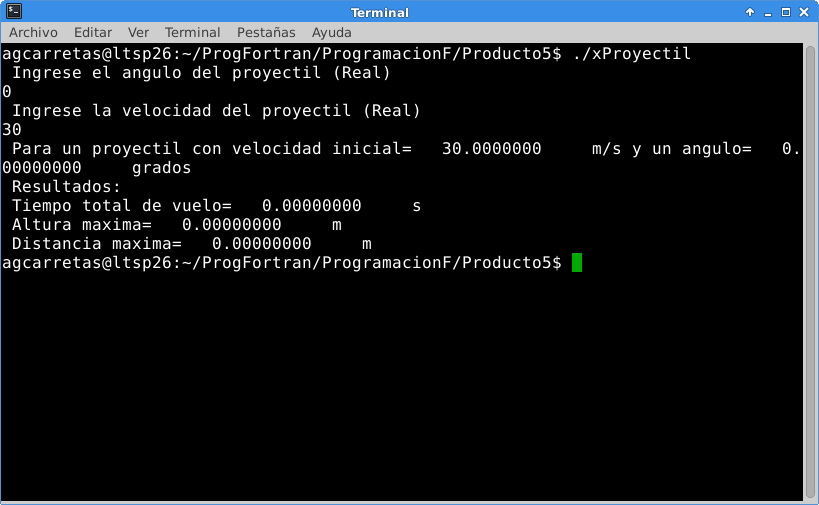 Terminal
Archivo Editar Ver Terminal Pestañas Ayuda
agcarretas@ltsp26:~/ProgFortran/ProgramacionF/Producto5$ ./xProyectil
Ingrese el angulo del proyectil (Real)
0
Ingrese la velocidad del proyectil (Real)
30
Para un proyectil con velocidad inicial=   30.0000000     m/s y un angulo=   0.
00000000     grados
Resultados:
Tiempo total de vuelo=   0.00000000     s
Altura maxima=   0.00000000     m
Distancia maxima=   0.00000000     m
agcarretas@ltsp26:~/ProgFortran/ProgramacionF/Producto5$